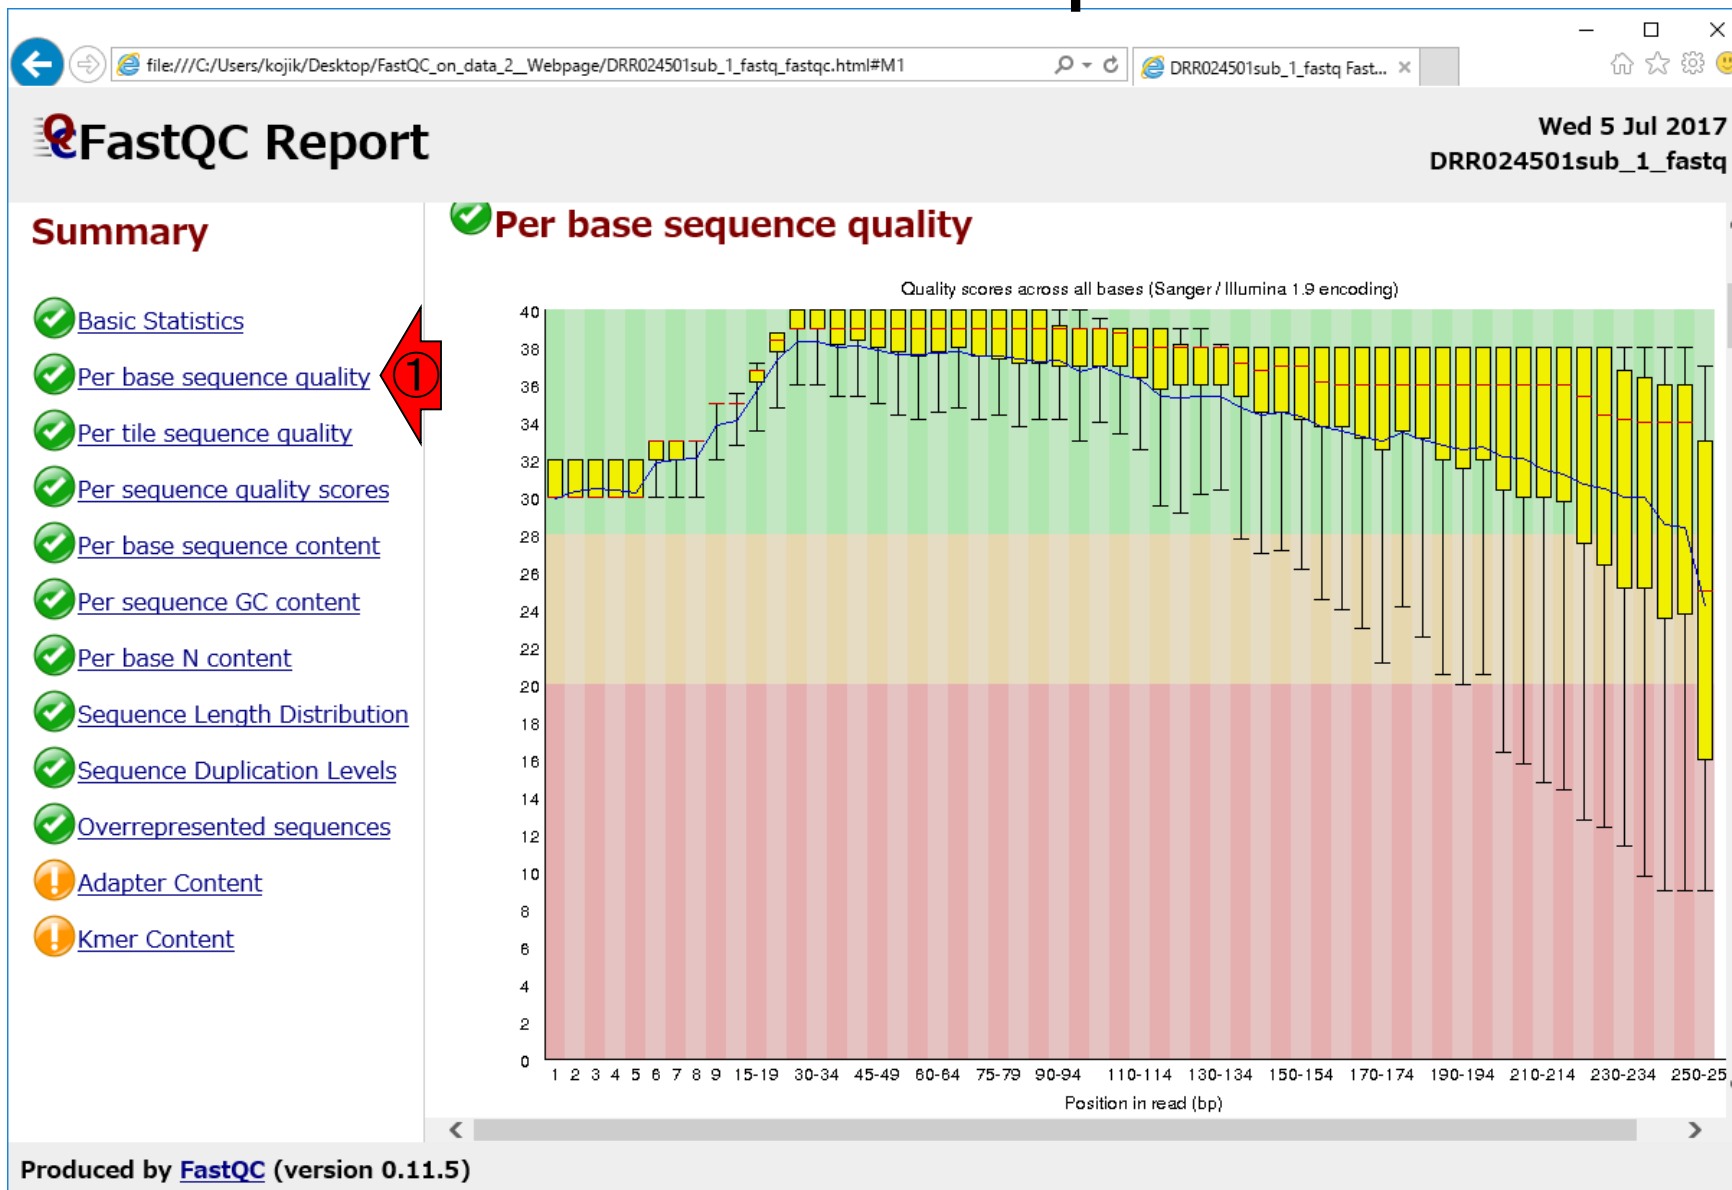 file:///C:/Users/kojik/Desktop/FastQC_on_data_2__Webpage/DRR024501sub_1_fastq_fastqc.html#M1
DRR024501sub_1_fastq Fast...
FastQC Report
Wed 5 Jul 2017
DRR024501sub_1_fastq
Summary
Basic Statistics
Per base sequence quality
①
Per tile sequence quality
Per sequence quality scores
Per base sequence content
Per sequence GC content
Per base N content
Sequence Length Distribution
Sequence Duplication Levels
Overrepresented sequences
Adapter Content
Kmer Content
Per base sequence quality
Quality scores across all bases (Sanger / Illumina 1.9 encoding)
40
38
36
34
32
30
28
26
24
22
20
18
16
14
12
10
8
6
4
2
0
1 2 3 4 5 6 7 8 9 15-19 30-34 45-49 60-64 75-79 90-94 110-114 130-134 150-154 170-174 190-194 210-214 230-234 250-25
Position in read (bp)
Produced by FastQC (version 0.11.5)